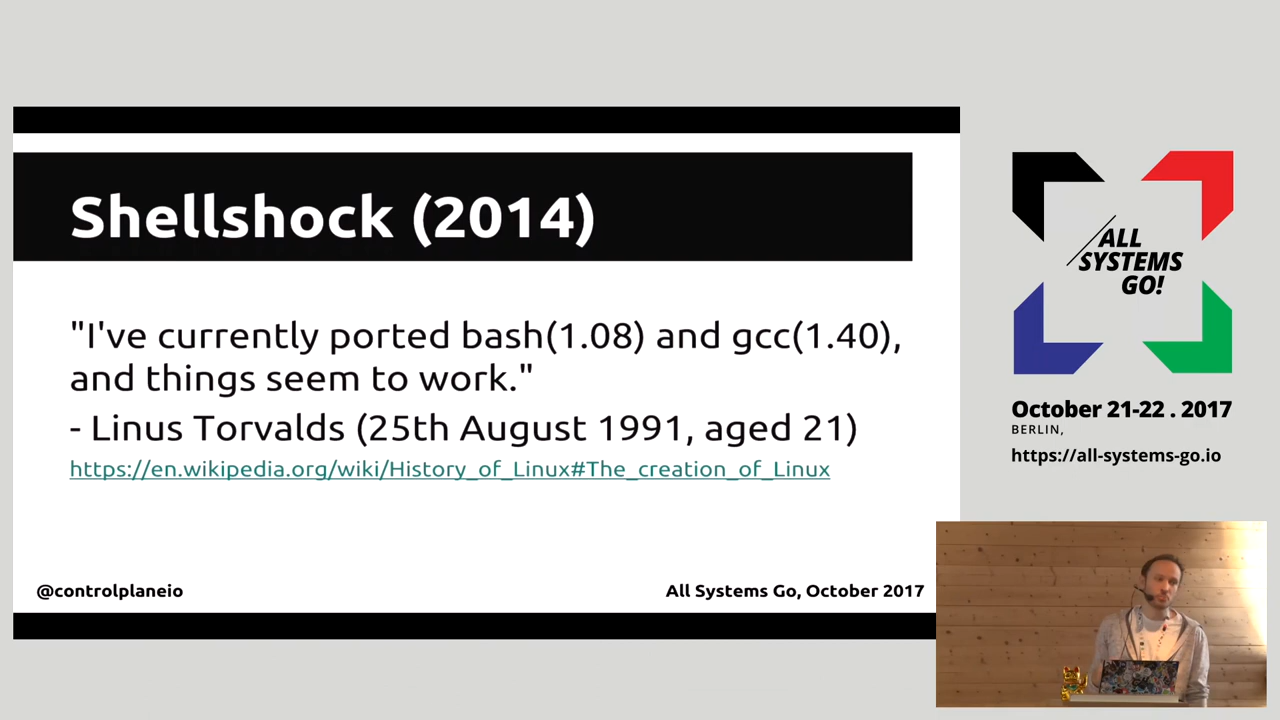 Shellshock (2014)
"I've currently ported bash(1.08) and gcc(1.40),
and things seem to work."
- Linus Torvalds (25th August 1991, aged 21)
https://en.wikipedia.org/wiki/History_of_Linux#The_creation_of_Linux
@controlplaneio
All Systems Go, October 2017
ALL
SYSTEMS
GO!
October 21-22 . 2017
BERLIN,
https://all-systems-go.io